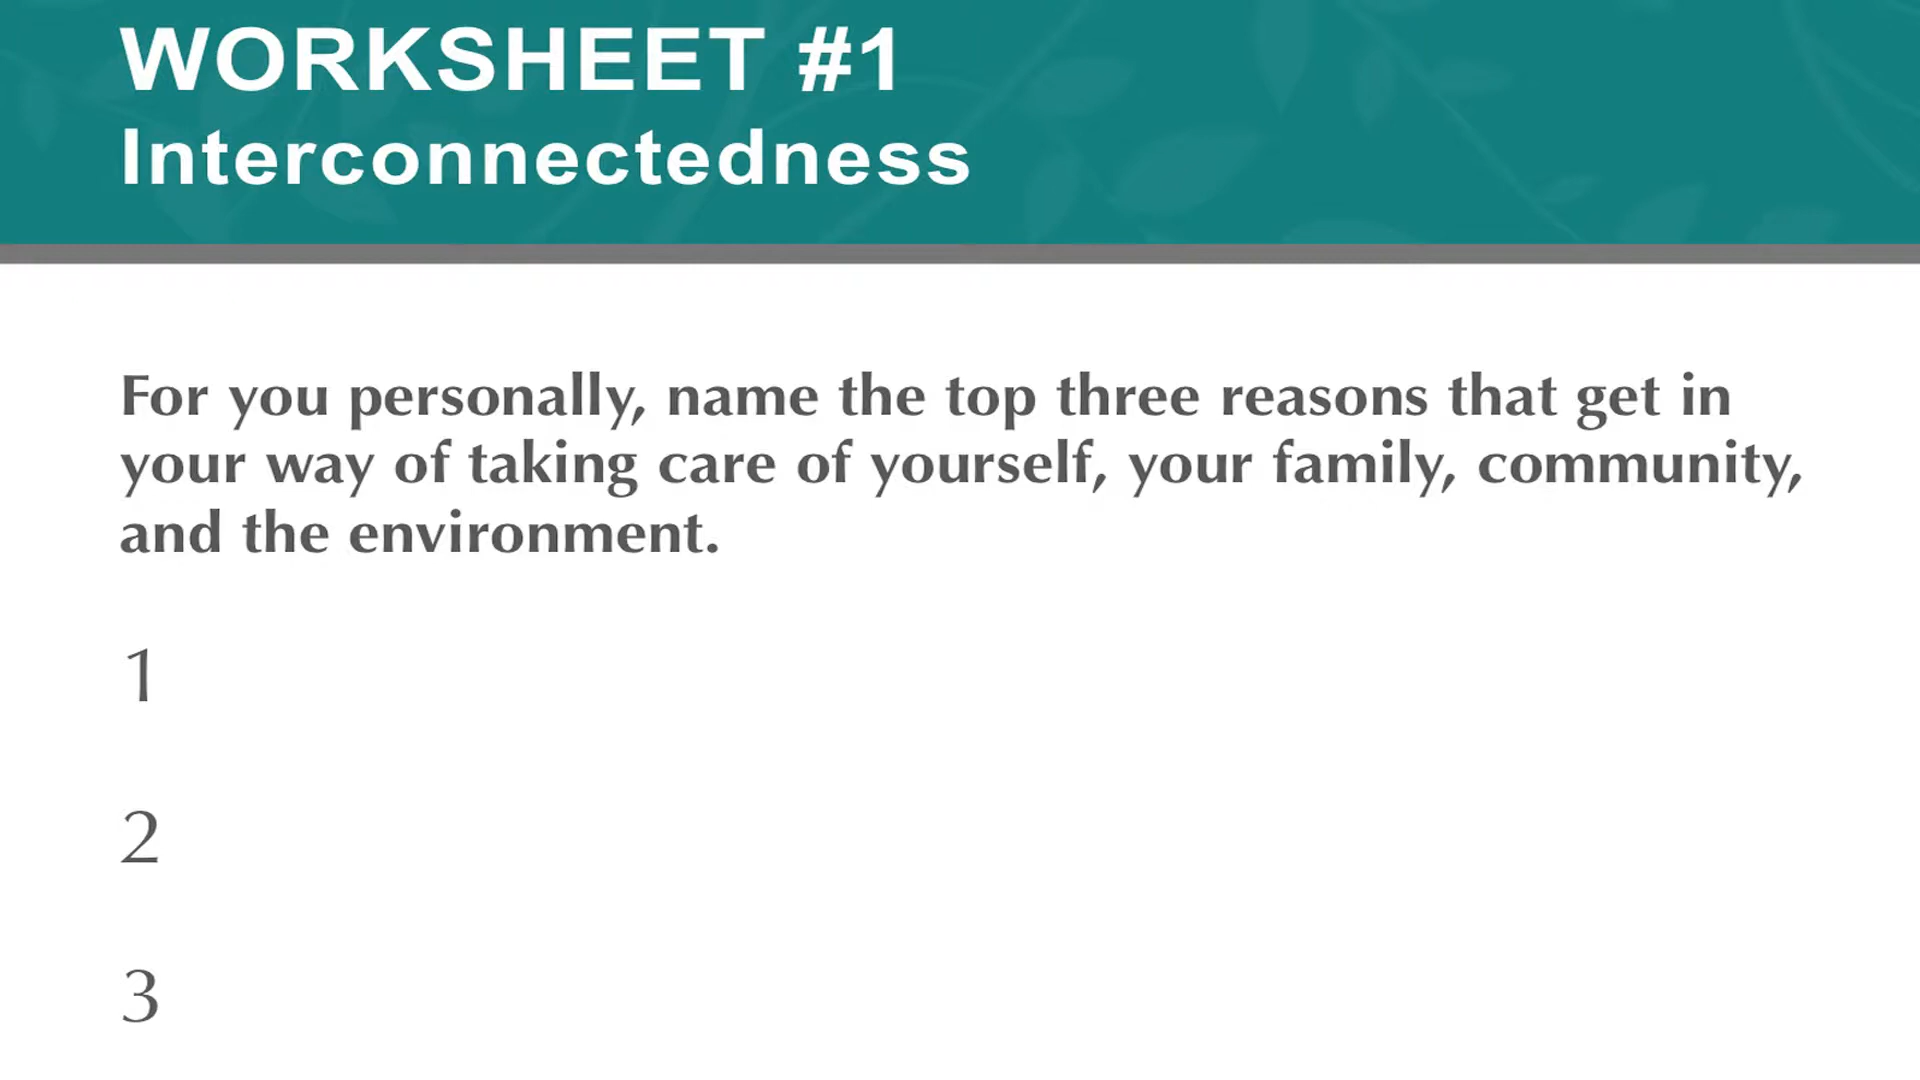 WORKSHEET #1
Interconnectedness
For you personally, name the top three reasons that get in
your way of taking care of yourself, your family, community,
and the environment.
1
2
3